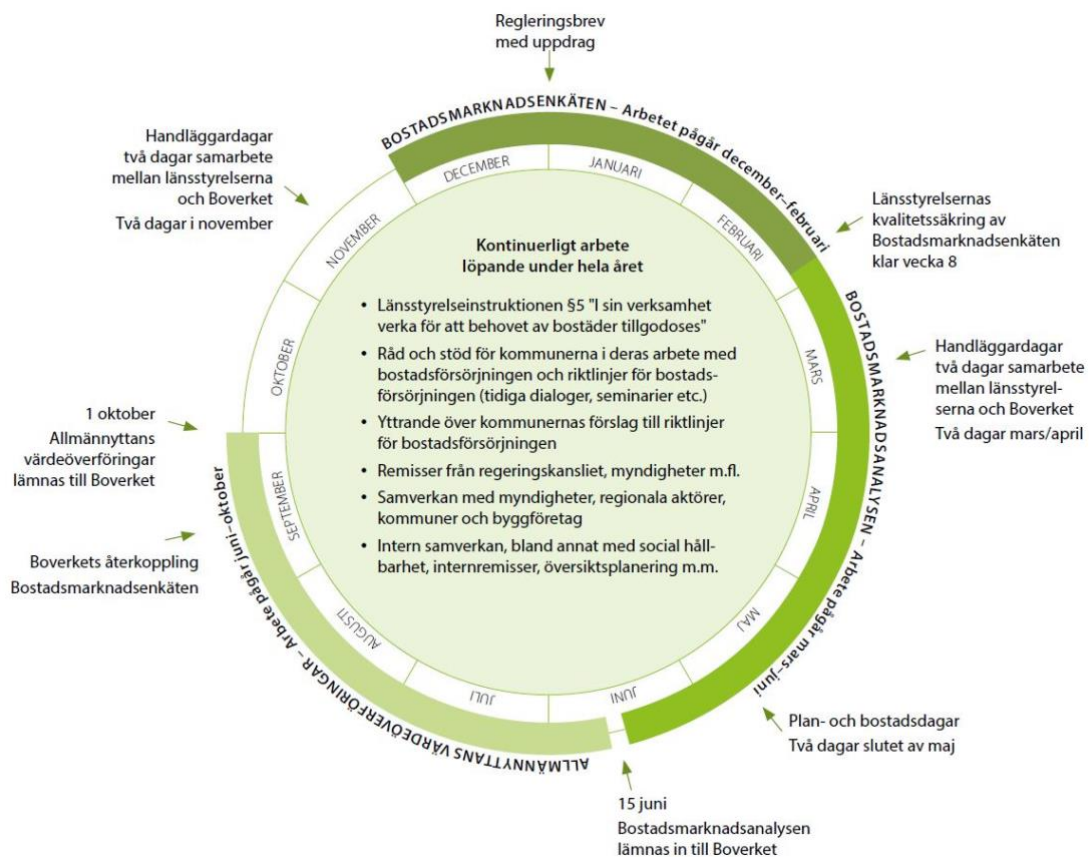 Regleringsbrev
med uppdrag
BOSTADSMARKNADSENKÄTEN – Arbetet pågår december–februari
Handläggardagar
två dagar samarbete
mellan länsstyrelserna
och Boverket
Två dagar i november
DECEMBER
JANUARI
FEBRUARI
NOVEMBER
Länsstyrelsernas
kvalitetssäkring av
Bostadsmarknadsenkäten
klar vecka 8
Kontinuerligt arbete
löpande under hela året
• Länsstyrelseinstruktionen §5 "I sin verksamhet
verka för att behovet av bostäder tillgodoses"
• Råd och stöd för kommunerna i deras arbete med
bostadsförsörjningen och riktlinjer för bostads-
försörjningen (tidiga dialoger, seminarier etc.)
• Yttrande över kommunernas förslag till riktlinjer
för bostadsförsörjningen
• Remisser från regeringskansliet, myndigheter m.fl.
• Samverkan med myndigheter, regionala aktörer,
kommuner och byggföretag
• Intern samverkan, bland annat med social håll-
barhet, internremisser, översiktsplanering m.m.
OKTOBER
MARS
BOSTADSMARKNADSANALYSEN – Arbete pågår mars–juni
Handläggardagar
två dagar samarbete
mellan länsstyrel-
serna och Boverket
Två dagar mars/april
1 oktober
Allmännyttans
värdeöverföringar
lämnas till Boverket
SEPTEMBER
APRIL
Boverkets återkoppling
Bostadsmarknadsenkäten
AUGUSTI
MAJ
JULI
JUNI
ALLMÄNNYTTANS VÄRDEÖVERFÖRINGAR – Arbete pågår juni–oktober
Plan- och bostadsdagar
Två dagar slutet av maj
15 juni
Bostadsmarknadsanalysen
lämnas in till Boverket